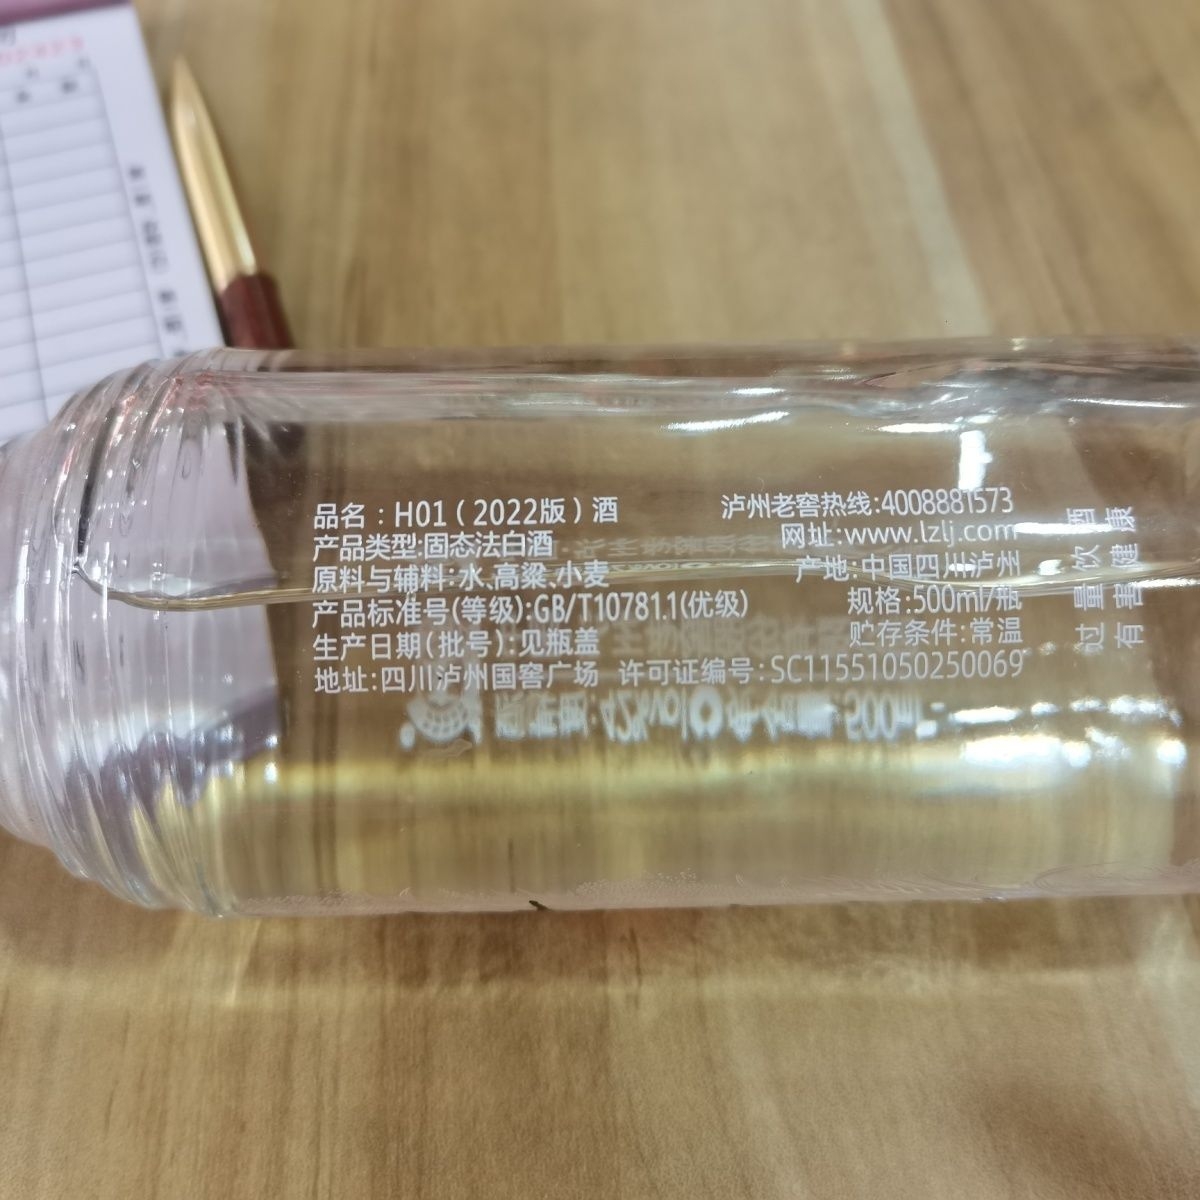 品名：H01（2022版）酒
产品类型:固态法白酒
原料与辅料:水、高粱、小麦
产品标准号(等级):GB/T10781.1(优级)
生产日期(批号):见瓶盖
地址:四川泸州国窖广场 许可证编号:SC11551050250069
泸州老窖热线:4008881573
网址:www.lzlj.com
产地:中国四川泸州
规格:500ml/瓶
贮存条件:常温
过量饮酒
有害健康